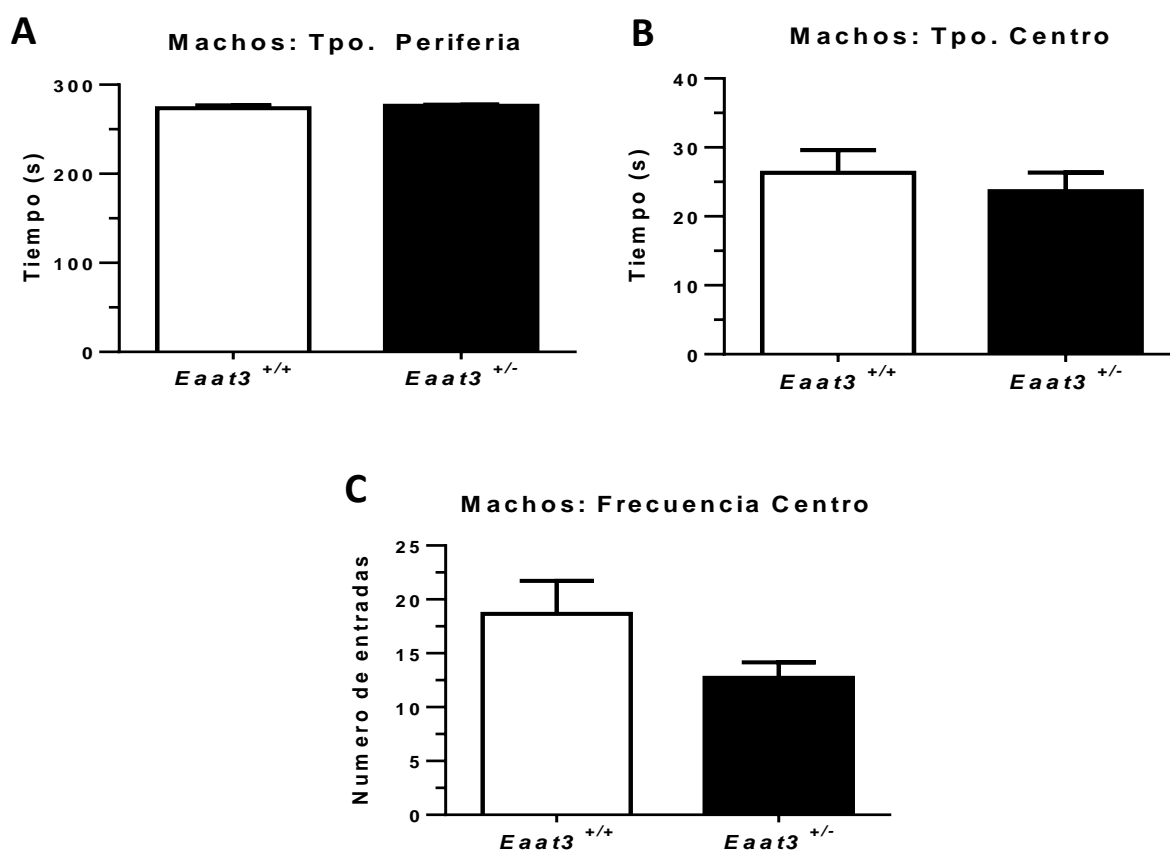 A
Machos: Tpo. Periferia
Tiempo (s)
300
200
100
0
Eaat3 +/+
Eaat3 +/-
B
Machos: Tpo. Centro
Tiempo (s)
40
30
20
10
0
Eaat3 +/+
Eaat3 +/-
C
Machos: Frecuencia Centro
Numero de entradas
25
20
15
10
5
0
Eaat3 +/+
Eaat3 +/-